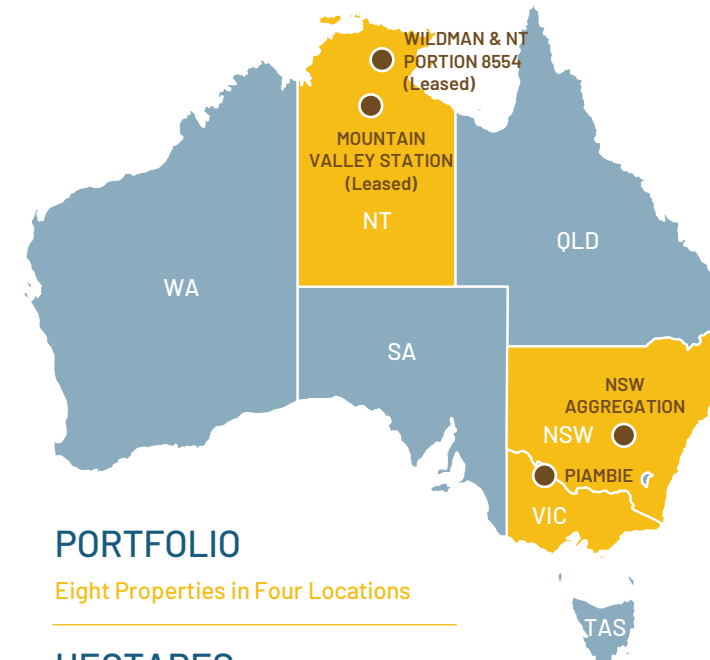 WILDMAN & NT
PORTION 8554
(Leased)
MOUNTAIN
VALLEY STATION
(Leased)
NT
QLD
WA
SA
NSW
AGGREGATION
NSW
PIAMBIE
VIC
PORTFOLIO
Eight Properties in Four Locations
TAS
HECTARES